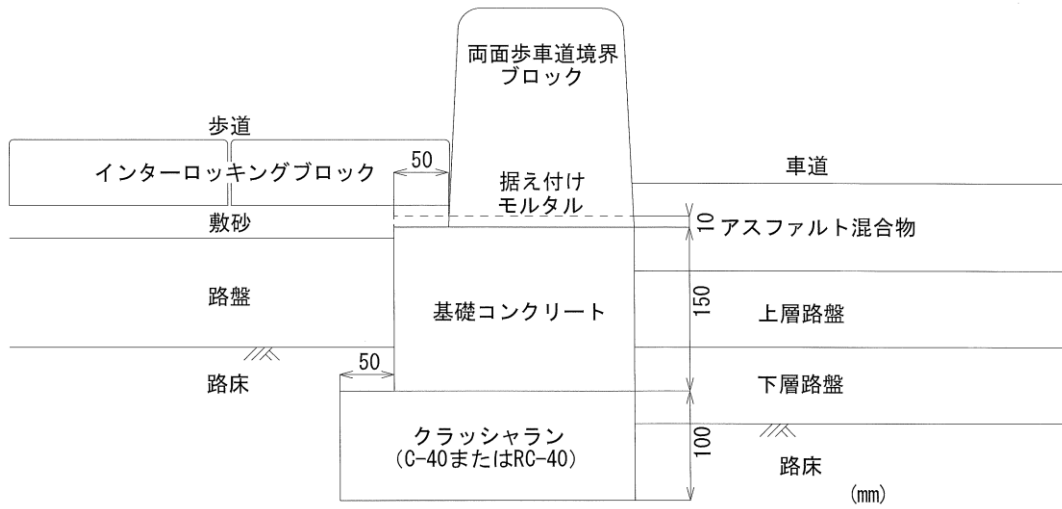 両面歩車道境界
ブロック
歩道
インターロッキングブロック
50
車道
据え付け
モルタル
10
敷砂
アスファルト混合物
路盤
基礎コンクリート
150
上層路盤
50
路床
下層路盤
クラッシャラン
(C-40またはRC-40)
100
路床
(mm)